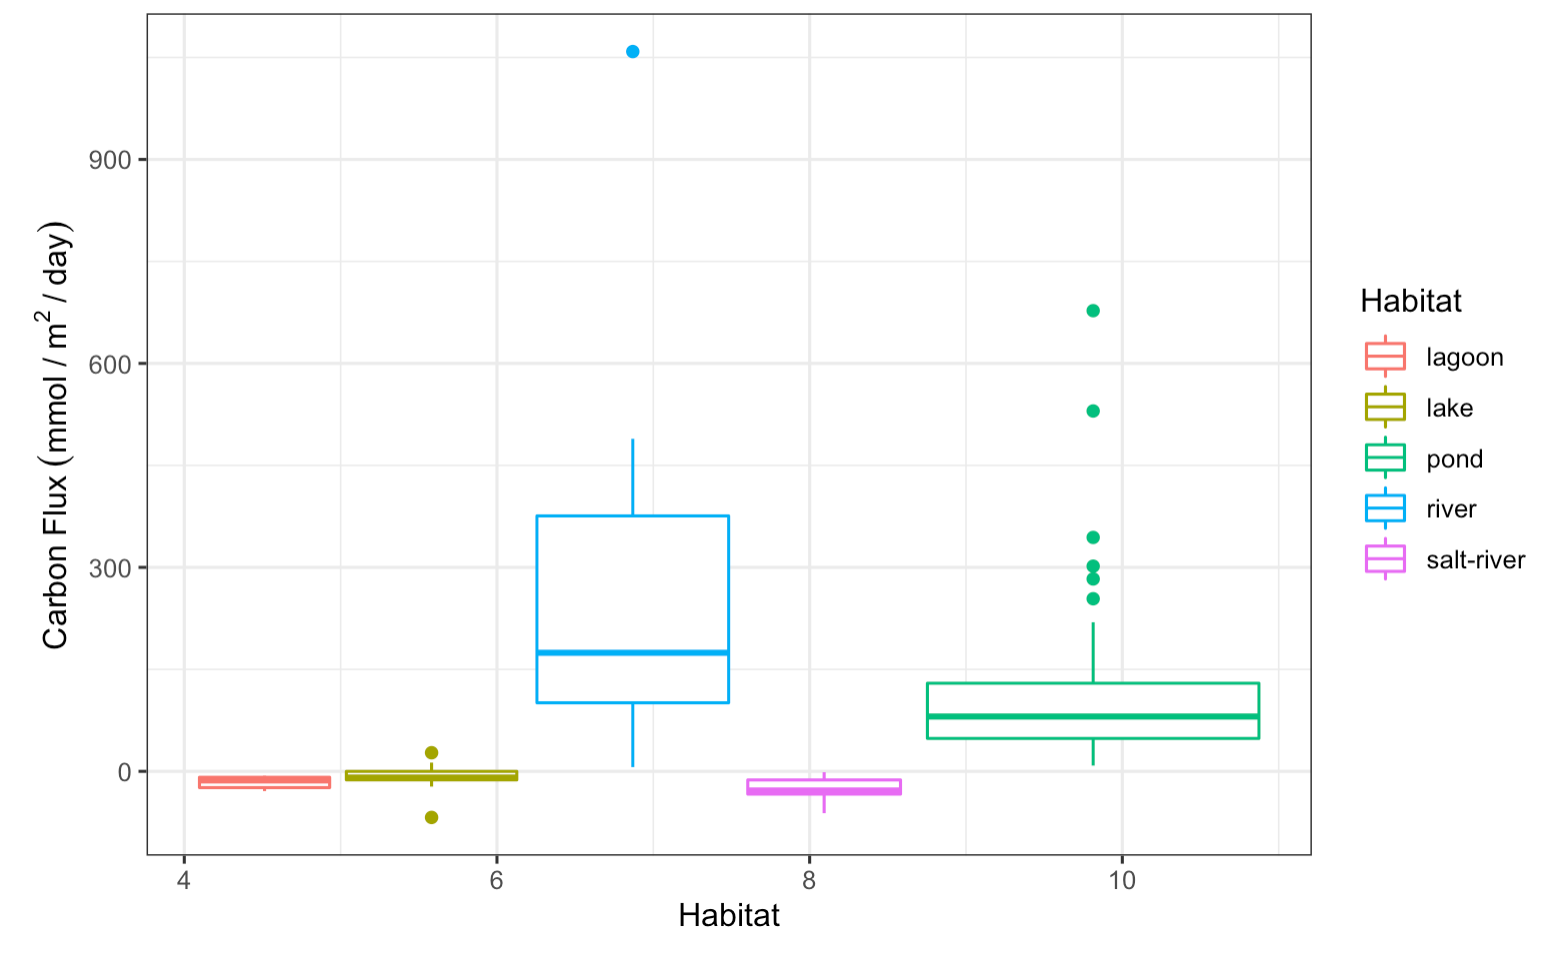 Carbon Flux (mmol / m² / day)
900
600
300
0
4 6 8 10
Habitat
Habitat
lagoon
lake
pond
river
salt-river